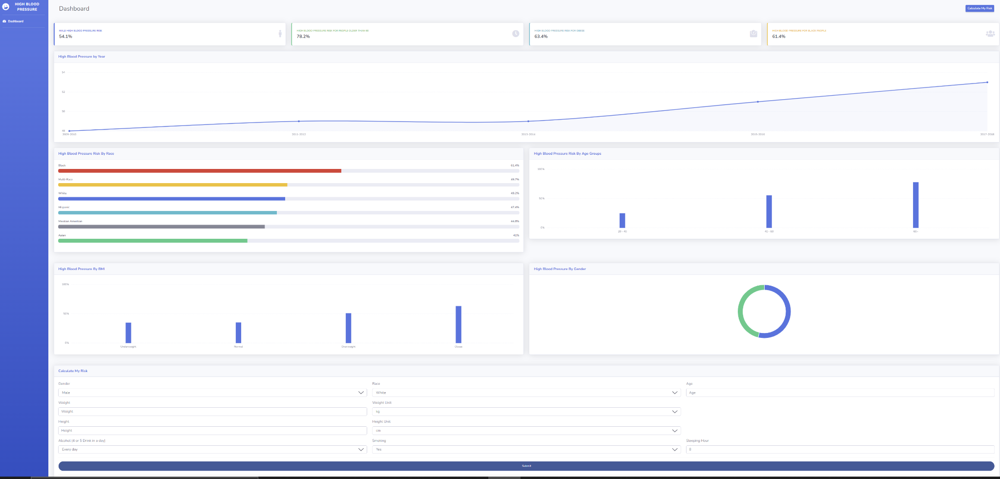 HIGH BLOOD
PRESSURE
Dashboard
Dashboard
Calculate My Risk
MALE HIGH BLOOD PRESSURE RISK
54.1%
HIGH BLOOD PRESSURE RISK FOR PEOPLE OLDER THAN 60
78.2%
HIGH BLOOD PRESSURE RISK FOR OBESE
63.4%
HIGH BLOOD PRESSURE FOR BLACK PEOPLE
61.4%
High Blood Pressure by Year
54
52
50
48
2009-2010 2011-2012 2013-2014 2015-2016 2017-2018
High Blood Pressure Risk By Race
Black 61.4%
Multi-Race 49.7%
White 49.2%
Hispanic 47.4%
Mexican American 44.8%
Asian 41%
High Blood Pressure Risk By Age Groups
100%
50%
0%
20 - 40 40 - 60 60+
High Blood Pressure By BMI
100%
50%
0%
Underweight Normal Overweight Obese
High Blood Pressure By Gender
Calculate My Risk
Gender Race Age
Male White Age
Weight Weight Unit
Weight kg
Height Height Unit
Height cm
Alcohol (4 or 5 Drink in a day) Smoking Sleeping Hour
Every day Yes 8
Submit